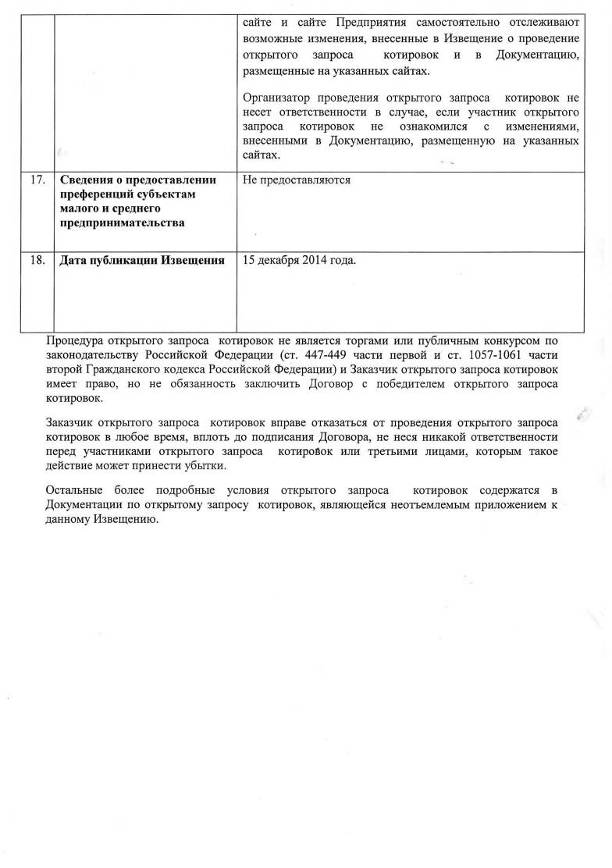 сайте и сайте Предприятия самостоятельно отслеживают
возможные изменения, внесенные в Извещение о проведение
открытого запроса котировок и в Документацию,
размещенные на указанных сайтах.
Организатор проведения открытого запроса котировок не
несет ответственности в случае, если участник открытого
запроса котировок не ознакомился с изменениями,
внесенными в Документацию, размещенную на указанных
сайтах.
17. Сведения о предоставлении Не предоставляются
преференций субъектам
малого и среднего
предпринимательства
18. Дата публикации Извещения 15 декабря 2014 года.
Процедура открытого запроса котировок не является торгами или публичным конкурсом по
законодательству Российской Федерации (ст. 447-449 части первой и ст. 1057-1061 части
второй Гражданского кодекса Российской Федерации) и Заказчик открытого запроса котировок
имеет право, но не обязанность заключить Договор с победителем открытого запроса
котировок.
Заказчик открытого запроса котировок вправе отказаться от проведения открытого запроса
котировок в любое время, вплоть до подписания Договора, не неся никакой ответственности
перед участниками открытого запроса котировок или третьими лицами, которым такое
действие может принести убытки.
Остальные более подробные условия открытого запроса котировок содержатся в
Документации по открытому запросу котировок, являющейся неотъемлемым приложением к
данному Извещению.